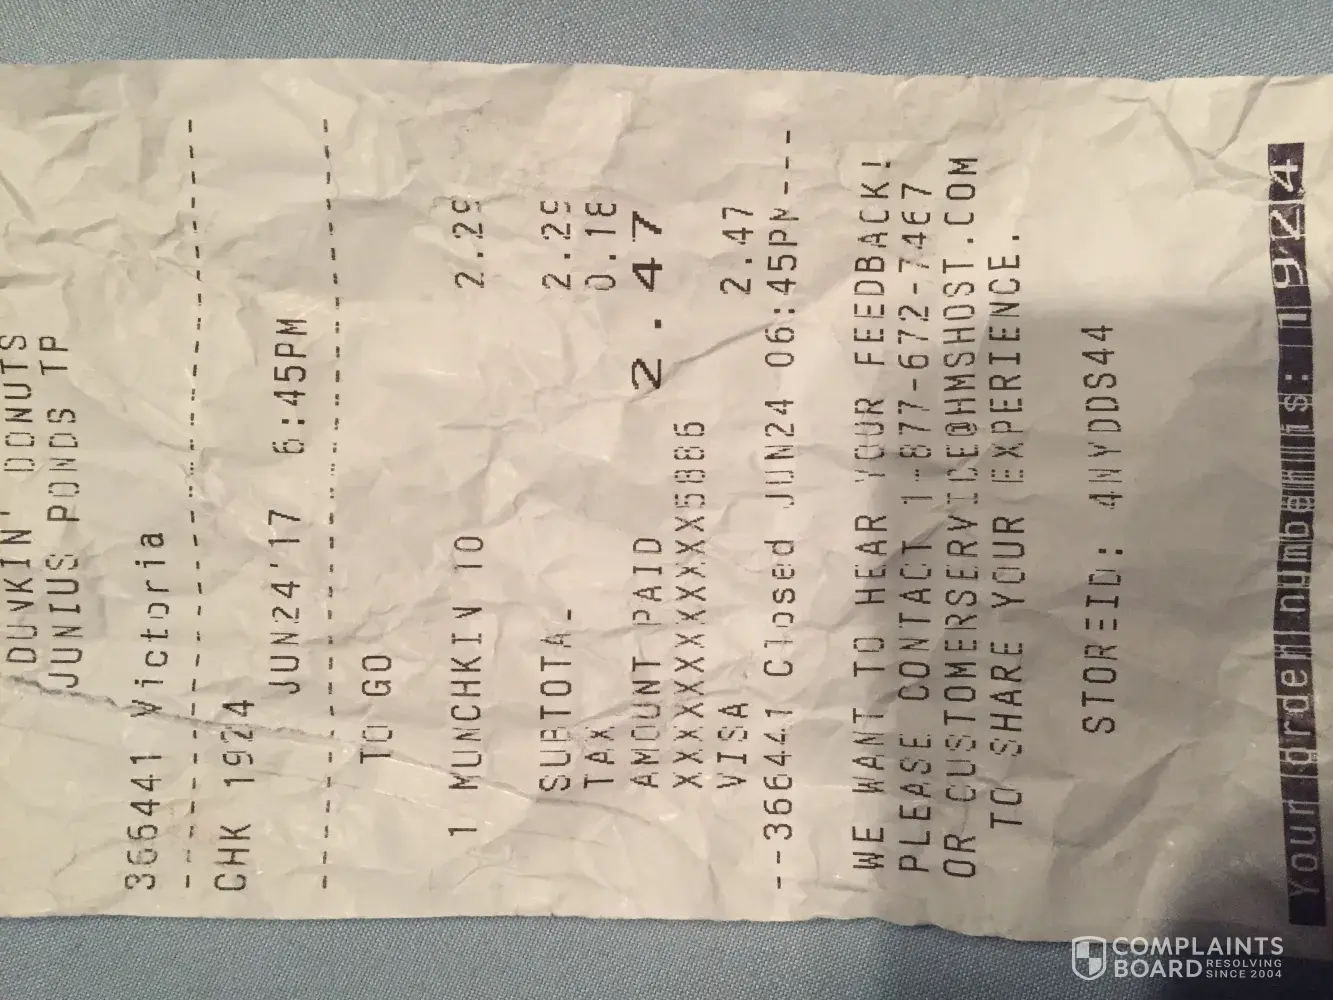 DUNKIN' DONUTS
JUNIUS PONDS TP
366441 Victoria
CHK 1924
JUN24'17 6:45PM
TO GO
1 MUNCHKIN 10 2.29
SUBTOTAL 2.29
TAX 0.18
AMOUNT PAID 2.47
XXXXXXXXXXXX5886
VISA 2.47
--366441 Closed JUN24 06:45PM---
WE WANT TO HEAR YOUR FEEDBACK!
PLEASE CONTACT 1-877-672-7467
OR CUSTOMERSERVICE@HMSHOST.COM
TO SHARE YOUR EXPERIENCE.
STOREID: 4NYDDS44
Your order number is: 1924
COMPLAINTS
BOARD RESOLVING
SINCE 2004